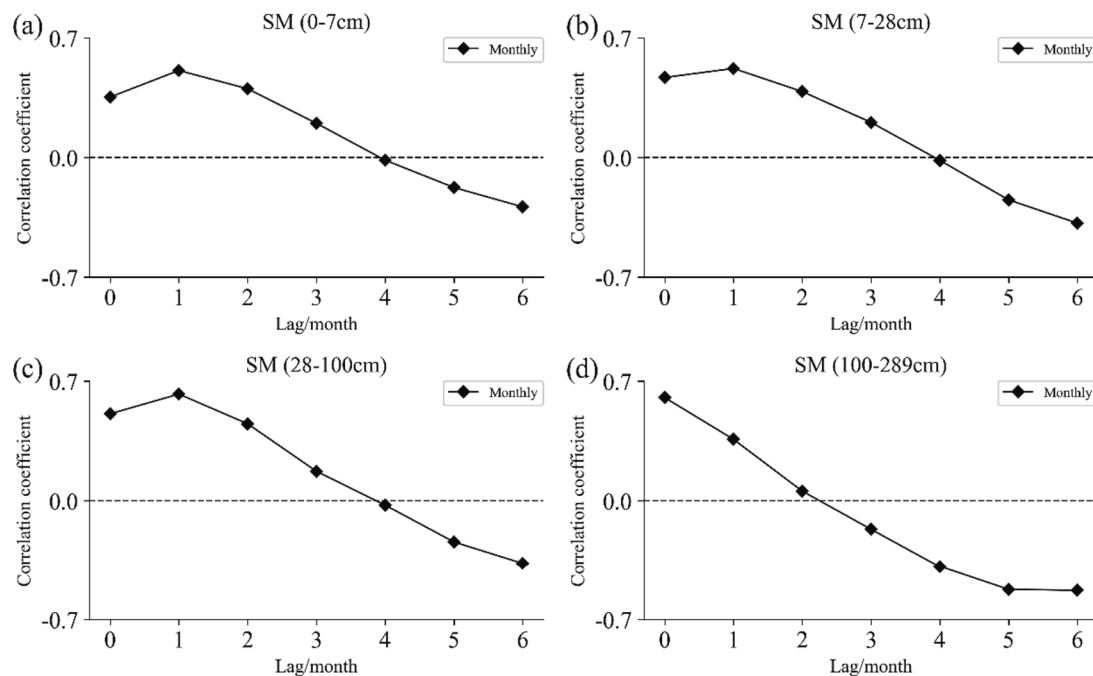 (a)
SM (0-7cm)
0.7
Monthly
Correlation coefficient
0.0
-0.7
0 1 2 3 4 5 6
Lag/month
(b)
SM (7-28cm)
0.7
Monthly
Correlation coefficient
0.0
-0.7
0 1 2 3 4 5 6
Lag/month
(c)
SM (28-100cm)
0.7
Monthly
Correlation coefficient
0.0
-0.7
0 1 2 3 4 5 6
Lag/month
(d)
SM (100-289cm)
0.7
Monthly
Correlation coefficient
0.0
-0.7
0 1 2 3 4 5 6
Lag/month